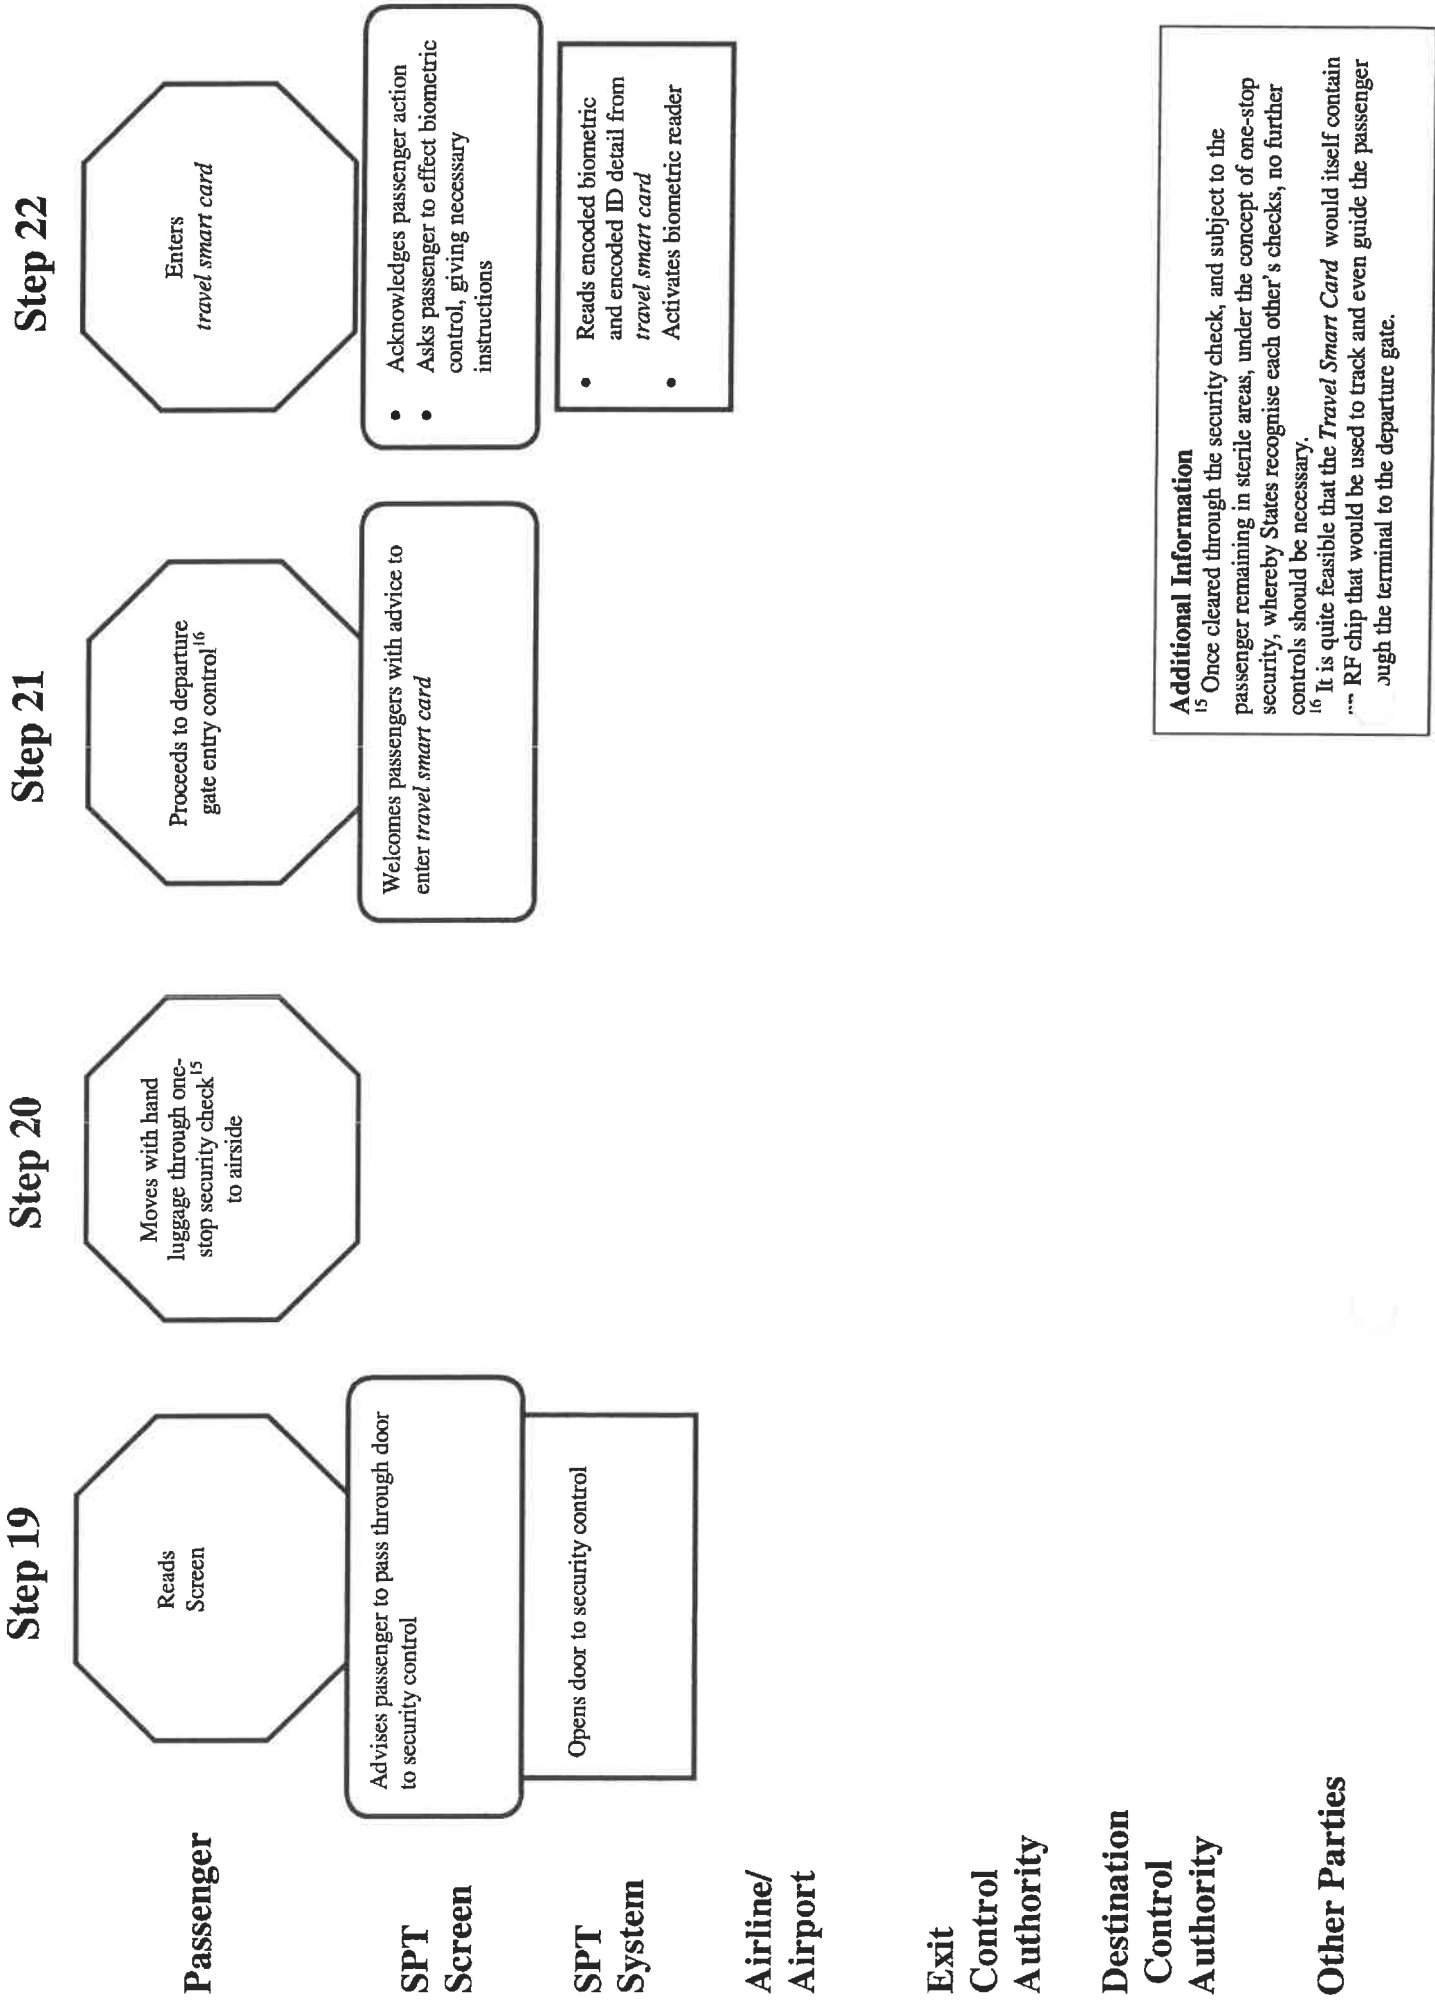 Step 19
Step 20
Step 21
Step 22
Passenger
Reads
Screen
Moves with hand
luggage through one-
stop security check15
to airside
Proceeds to departure
gate entry control16
Enters
travel smart card
SPT
Screen
Advises passenger to pass through door
to security control
Welcomes passengers with advice to
enter travel smart card
• Acknowledges passenger action
• Asks passenger to effect biometric
control, giving necessary
instructions
SPT
System
Opens door to security control
• Reads encoded biometric
and encoded ID detail from
travel smart card
• Activates biometric reader
Airline/
Airport
Exit
Control
Authority
Destination
Control
Authority
Other Parties
Additional Information
15 Once cleared through the security check, and subject to the
passenger remaining in sterile areas, under the concept of one-stop
security, whereby States recognise each other's checks, no further
controls should be necessary.
16 It is quite feasible that the Travel Smart Card would itself contain
RF chip that would be used to track and even guide the passenger
the terminal to the departure gate.